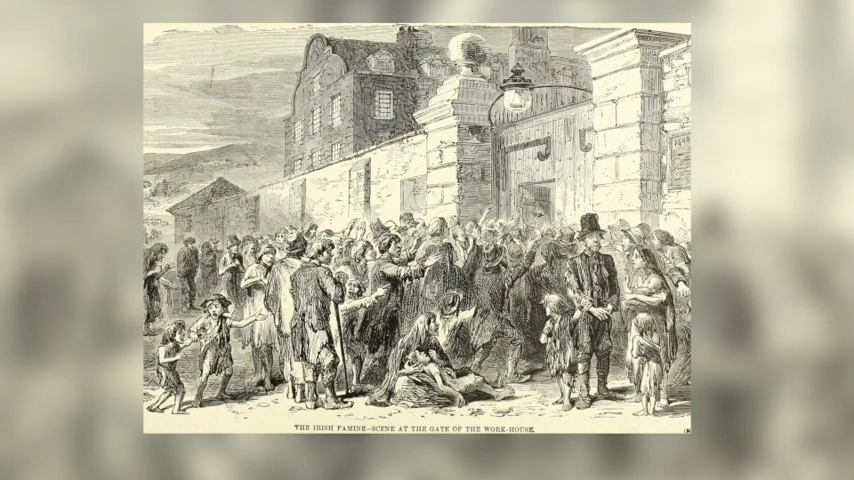 THE IRISH FAMINE—SCENE AT THE GATE OF THE WORK-HOUSE.